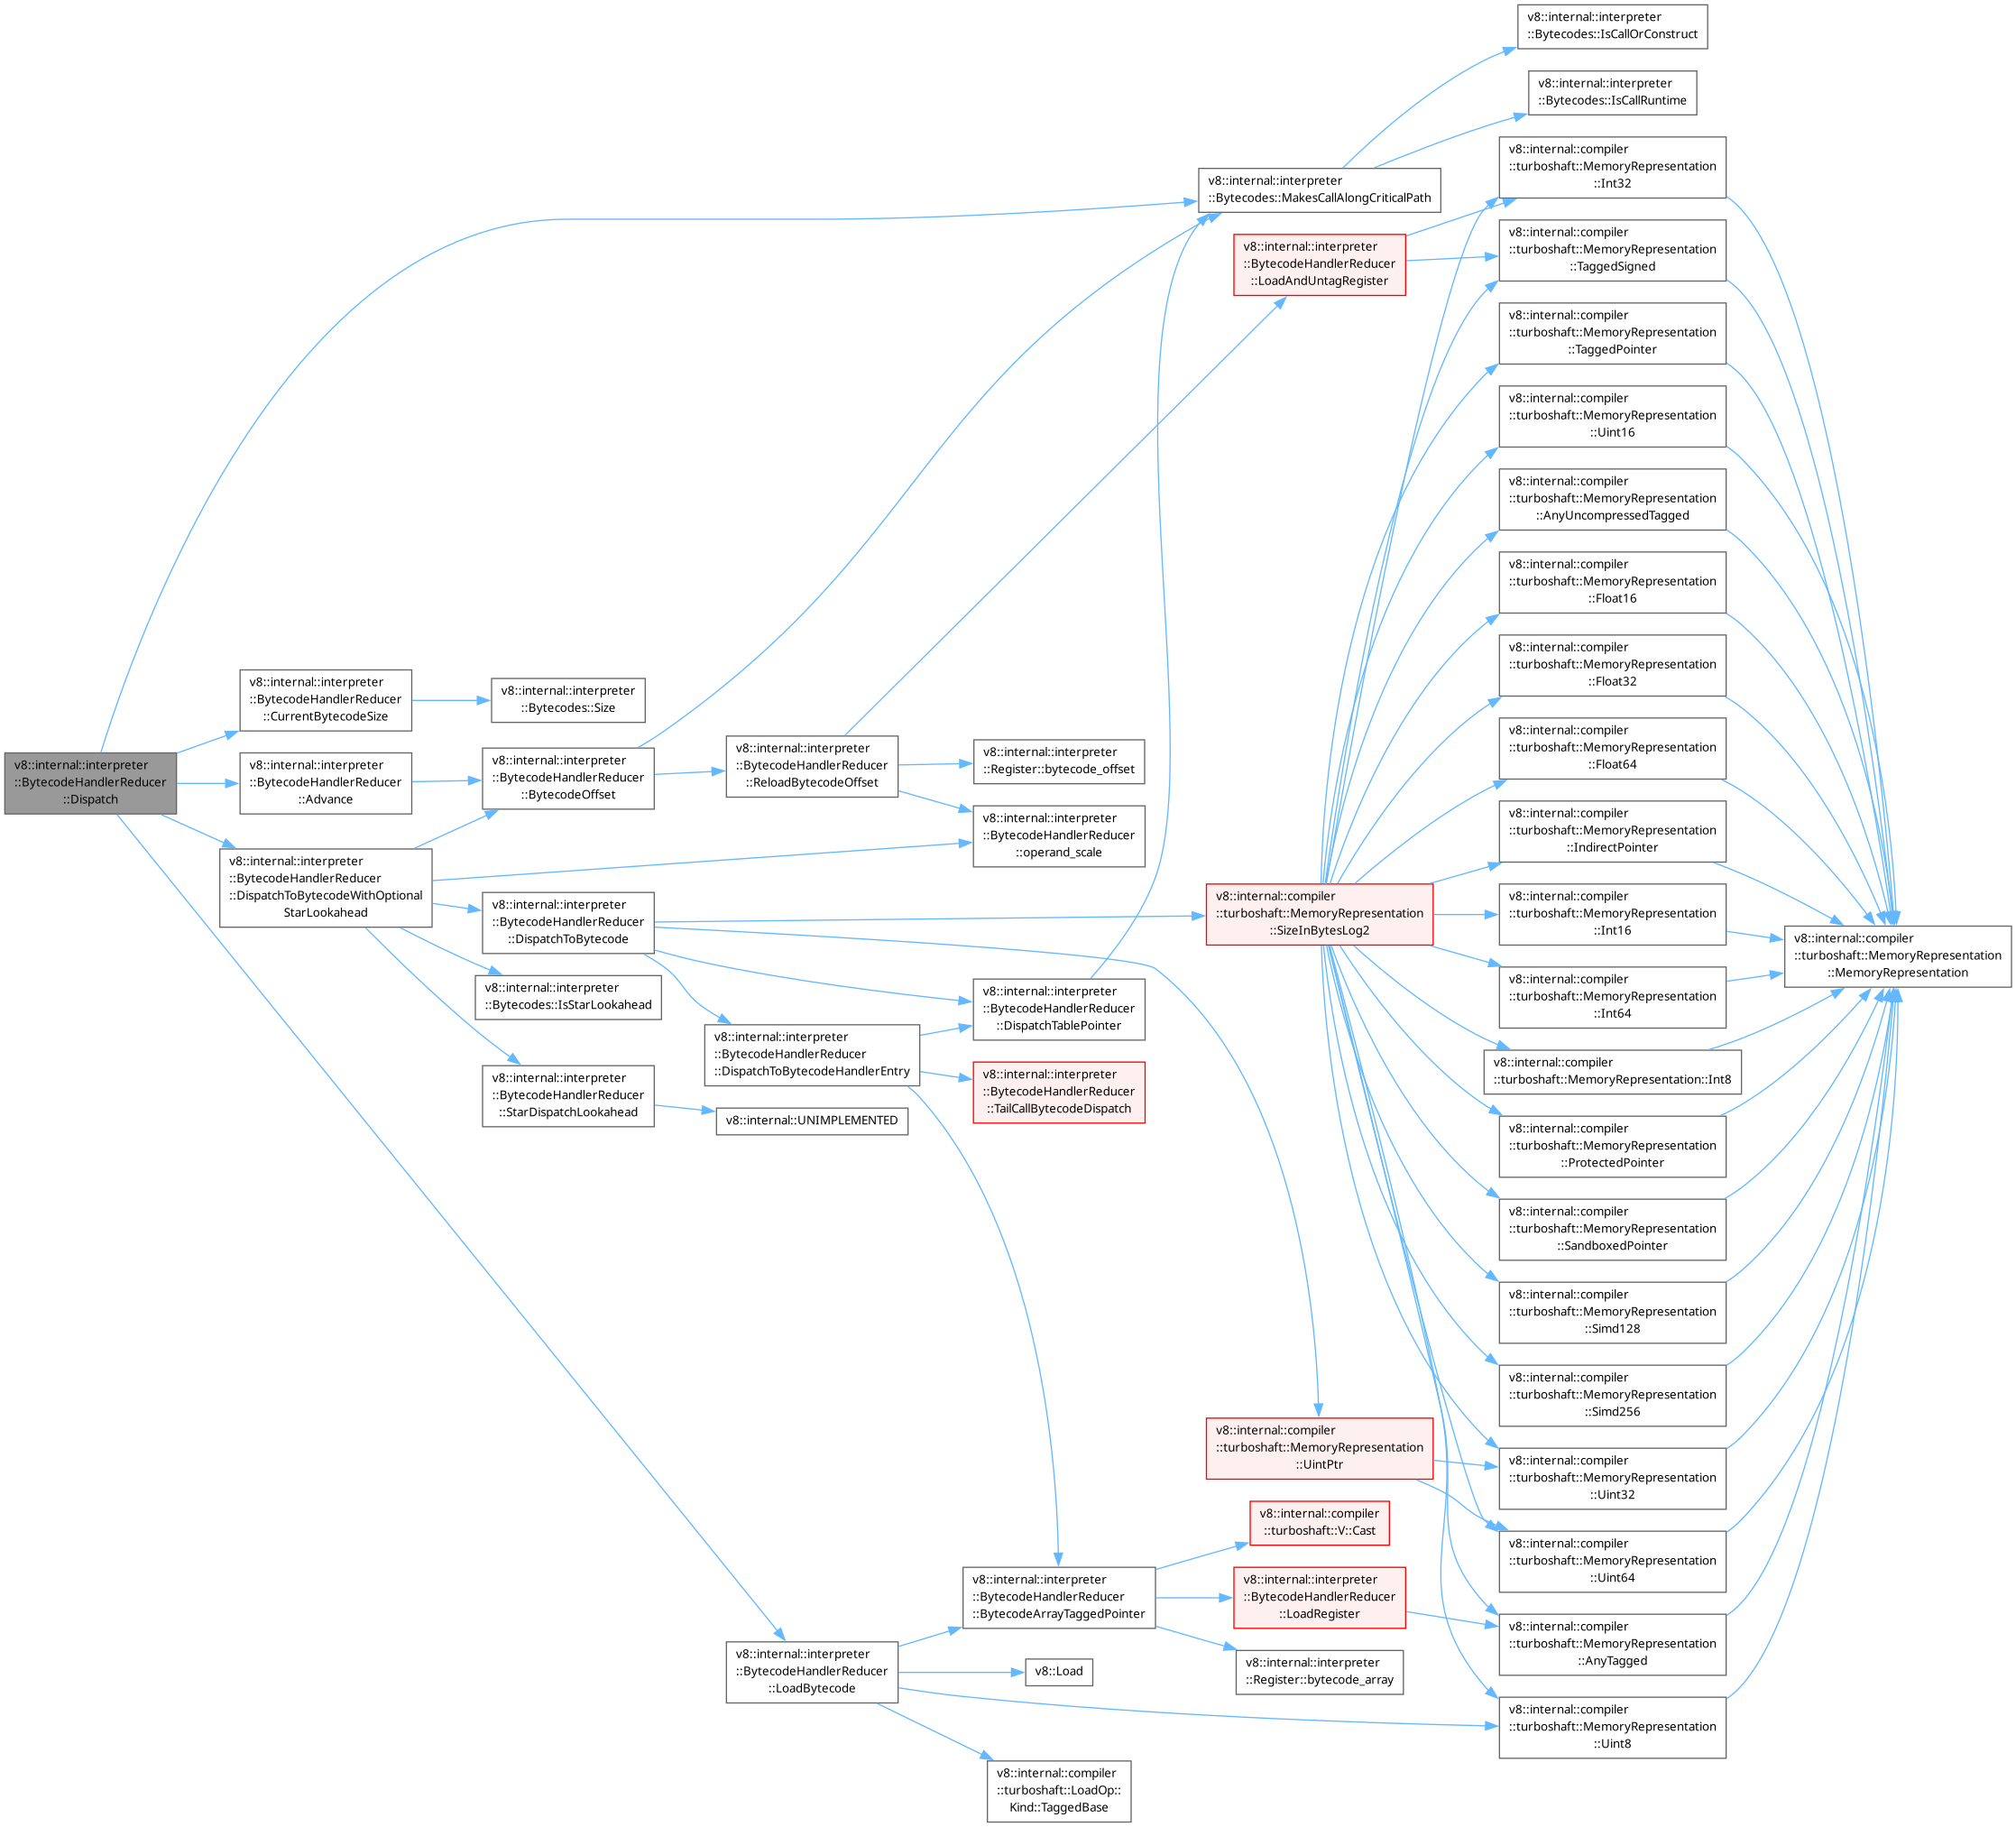 v8::internal::interpreter
::BytecodeHandlerReducer
::Dispatch
v8::internal::interpreter
::BytecodeHandlerReducer
::CurrentBytecodeSize
v8::internal::interpreter
::BytecodeHandlerReducer
::Advance
v8::internal::interpreter
::BytecodeHandlerReducer
::DispatchToBytecodeWithOptional
StarLookahead
v8::internal::interpreter
::Bytecodes::Size
v8::internal::interpreter
::BytecodeHandlerReducer
::BytecodeOffset
v8::internal::interpreter
::BytecodeHandlerReducer
::DispatchToBytecode
v8::internal::interpreter
::Bytecodes::IsStarLookahead
v8::internal::interpreter
::BytecodeHandlerReducer
::StarDispatchLookahead
v8::internal::interpreter
::BytecodeHandlerReducer
::ReloadBytecodeOffset
v8::internal::interpreter
::BytecodeHandlerReducer
::DispatchToBytecodeHandlerEntry
v8::internal::UNIMPLEMENTED
v8::internal::interpreter
::BytecodeHandlerReducer
::LoadBytecode
v8::internal::interpreter
::Register::bytecode_offset
v8::internal::interpreter
::BytecodeHandlerReducer
::operand_scale
v8::internal::interpreter
::BytecodeHandlerReducer
::DispatchTablePointer
v8::internal::interpreter
::BytecodeHandlerReducer
::TailCallBytecodeDispatch
v8::internal::interpreter
::BytecodeHandlerReducer
::BytecodeArrayTaggedPointer
v8::Load
v8::internal::compiler
::turboshaft::LoadOp::
Kind::TaggedBase
v8::internal::interpreter
::Bytecodes::MakesCallAlongCriticalPath
v8::internal::interpreter
::BytecodeHandlerReducer
::LoadAndUntagRegister
v8::internal::compiler
::turboshaft::MemoryRepresentation
::SizeInBytesLog2
v8::internal::compiler
::turboshaft::MemoryRepresentation
::UintPtr
v8::internal::compiler
::turboshaft::V::Cast
v8::internal::interpreter
::BytecodeHandlerReducer
::LoadRegister
v8::internal::interpreter
::Register::bytecode_array
v8::internal::interpreter
::Bytecodes::IsCallOrConstruct
v8::internal::interpreter
::Bytecodes::IsCallRuntime
v8::internal::compiler
::turboshaft::MemoryRepresentation
::Int32
v8::internal::compiler
::turboshaft::MemoryRepresentation
::TaggedSigned
v8::internal::compiler
::turboshaft::MemoryRepresentation
::TaggedPointer
v8::internal::compiler
::turboshaft::MemoryRepresentation
::Uint16
v8::internal::compiler
::turboshaft::MemoryRepresentation
::AnyUncompressedTagged
v8::internal::compiler
::turboshaft::MemoryRepresentation
::Float16
v8::internal::compiler
::turboshaft::MemoryRepresentation
::Float32
v8::internal::compiler
::turboshaft::MemoryRepresentation
::Float64
v8::internal::compiler
::turboshaft::MemoryRepresentation
::IndirectPointer
v8::internal::compiler
::turboshaft::MemoryRepresentation
::Int16
v8::internal::compiler
::turboshaft::MemoryRepresentation
::Int64
v8::internal::compiler
::turboshaft::MemoryRepresentation::Int8
v8::internal::compiler
::turboshaft::MemoryRepresentation
::ProtectedPointer
v8::internal::compiler
::turboshaft::MemoryRepresentation
::SandboxedPointer
v8::internal::compiler
::turboshaft::MemoryRepresentation
::Simd128
v8::internal::compiler
::turboshaft::MemoryRepresentation
::Simd256
v8::internal::compiler
::turboshaft::MemoryRepresentation
::Uint32
v8::internal::compiler
::turboshaft::MemoryRepresentation
::Uint64
v8::internal::compiler
::turboshaft::MemoryRepresentation
::AnyTagged
v8::internal::compiler
::turboshaft::MemoryRepresentation
::Uint8
v8::internal::compiler
::turboshaft::MemoryRepresentation
::MemoryRepresentation